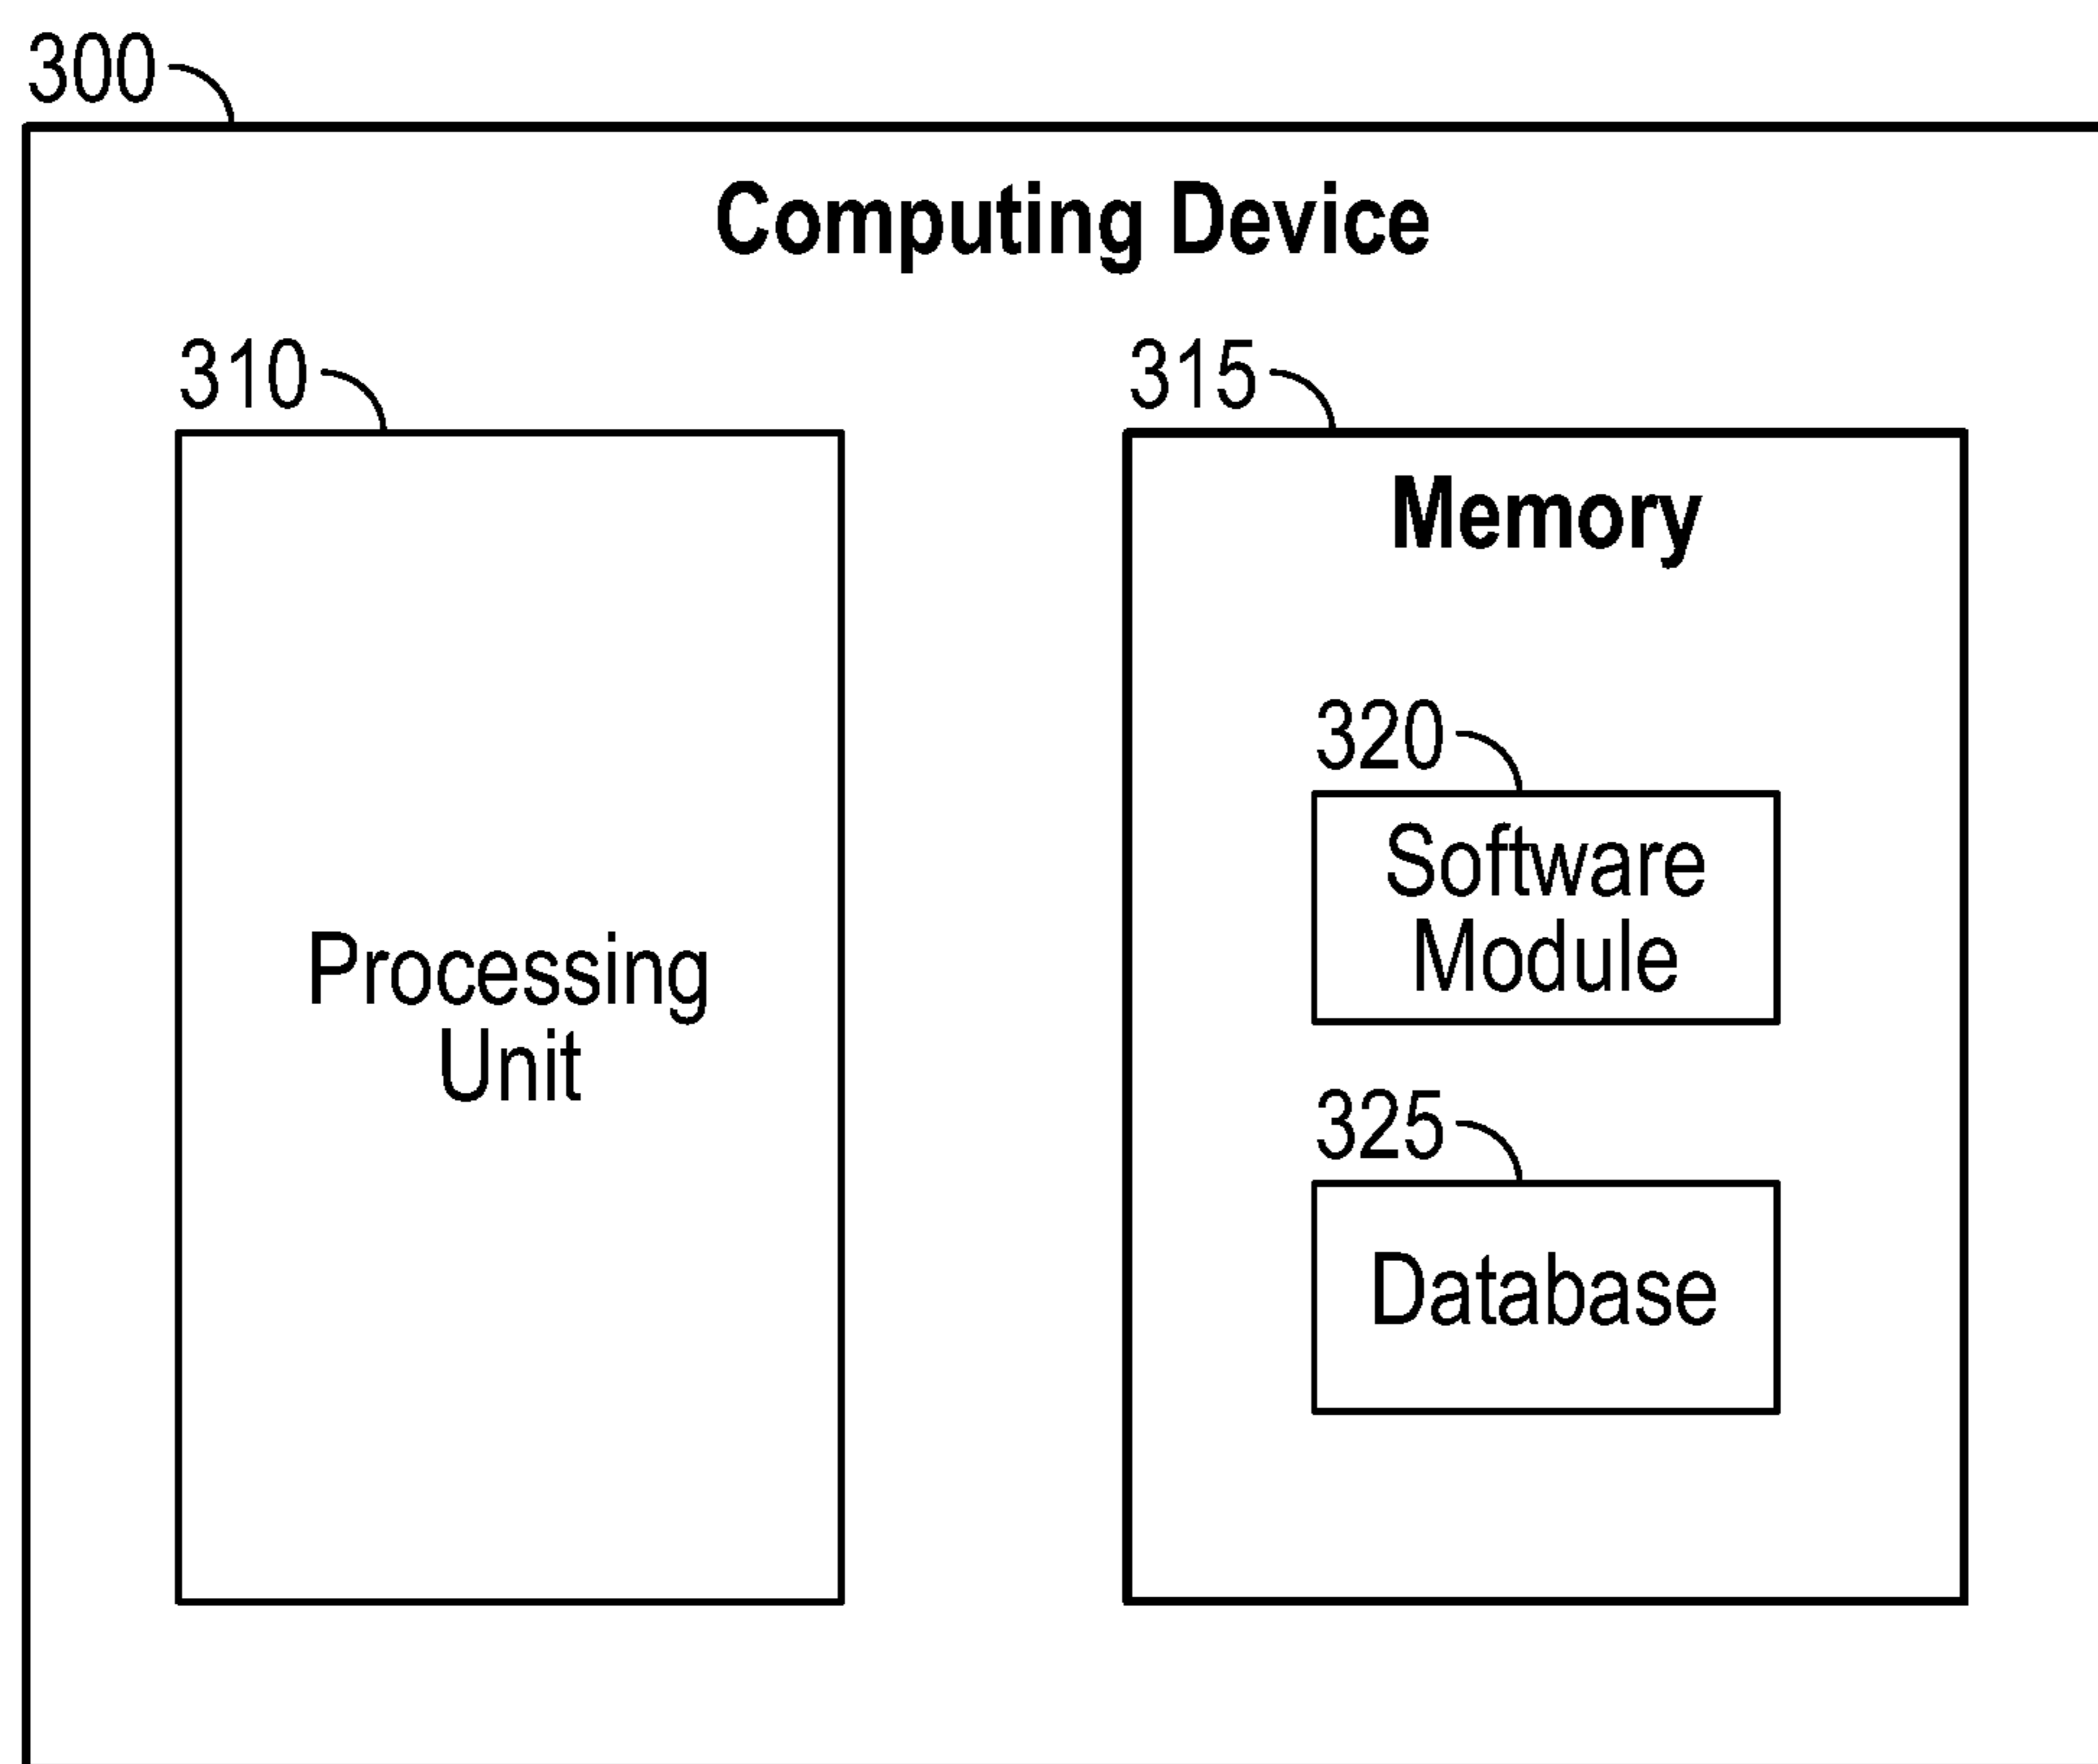 300
Computing Device
310
315
Memory
320
Software
Module
Processing
Unit
325
Database